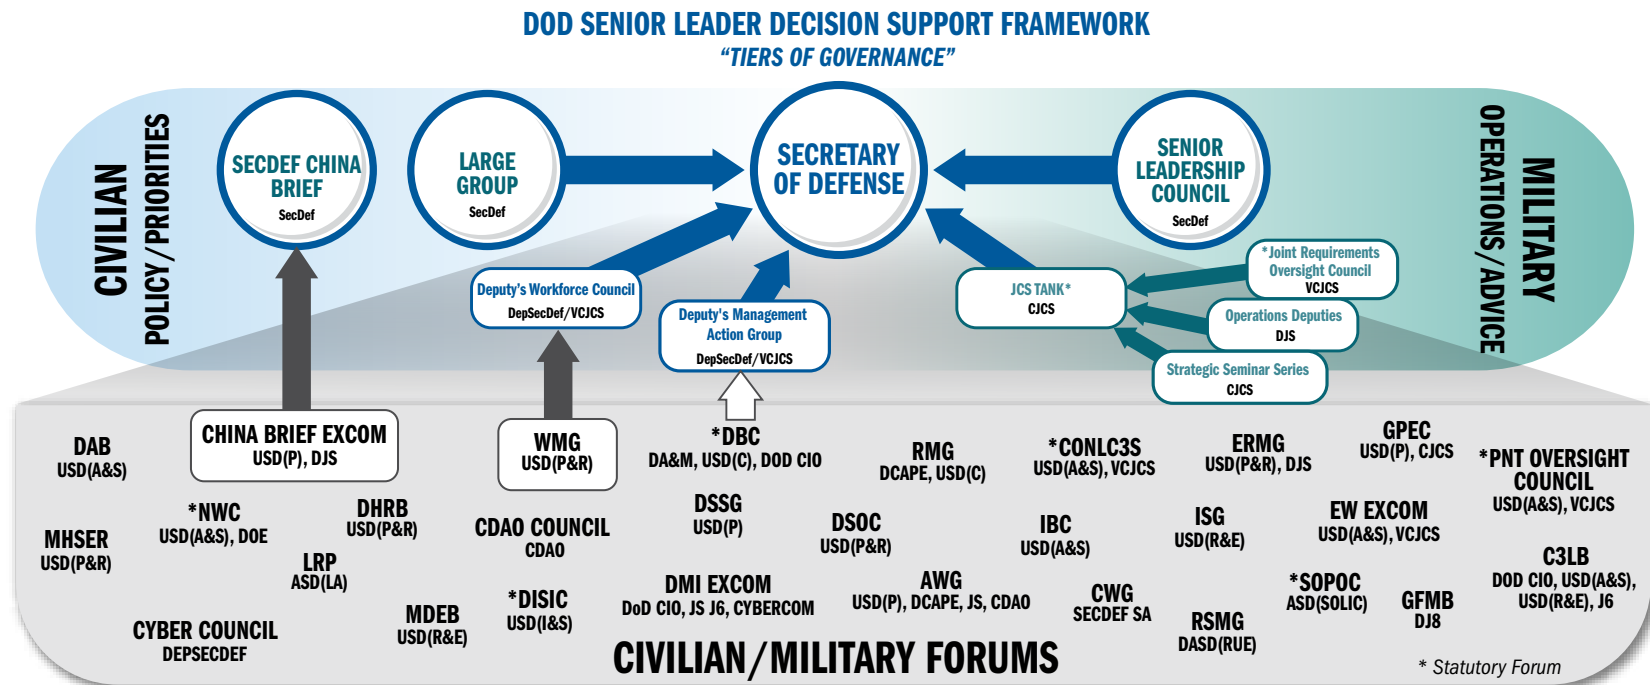 DOD SENIOR LEADER DECISION SUPPORT FRAMEWORK
“TIERS OF GOVERNANCE”
CIVILIAN
POLICY/PRIORITIES
SECDEF CHINA
BRIEF
SecDef
LARGE
GROUP
SecDef
SECRETARY
OF DEFENSE
SENIOR
LEADERSHIP
COUNCIL
SecDef
OPERATIONS/ADVICE
MILITARY
Deputy's Workforce Council
DepSecDef/VCJCS
Deputy's Management
Action Group
DepSecDef/VCJCS
JCS TANK*
CJCS
*Joint Requirements
Oversight Council
VCJCS
Operations Deputies
DJS
Strategic Seminar Series
CJCS
DAB
USD(A&S)
CHINA BRIEF EXCOM
USD(P), DJS
WMG
USD(P&R)
*DBC
DA&M, USD(C), DOD CIO
RMG
DCAPE, USD(C)
*CONLC3S
USD(A&S), VCJCS
ERMG
USD(P&R), DJS
GPEC
USD(P), CJCS
*PNT OVERSIGHT
COUNCIL
USD(A&S), VCJCS
MHSER
USD(P&R)
*NWC
USD(A&S), DOE
DHRB
USD(P&R)
CDAO COUNCIL
CDAO
DSSG
USD(P)
DSOC
USD(P&R)
IBC
USD(A&S)
ISG
USD(R&E)
EW EXCOM
USD(A&S), VCJCS
LRP
ASD(LA)
C3LB
DOD CIO, USD(A&S),
USD(R&E), J6
CYBER COUNCIL
DEPSECDEF
MDEB
USD(R&E)
*DISIC
USD(I&S)
DMI EXCOM
DoD CIO, JS J6, CYBERCOM
AWG
USD(P), DCAPE, JS, CDAO
CWG
SECDEF SA
RSMG
DASD(RUE)
*SOPOC
ASD(SOLIC)
GFMB
DJ8
CIVILIAN/MILITARY FORUMS
* Statutory Forum